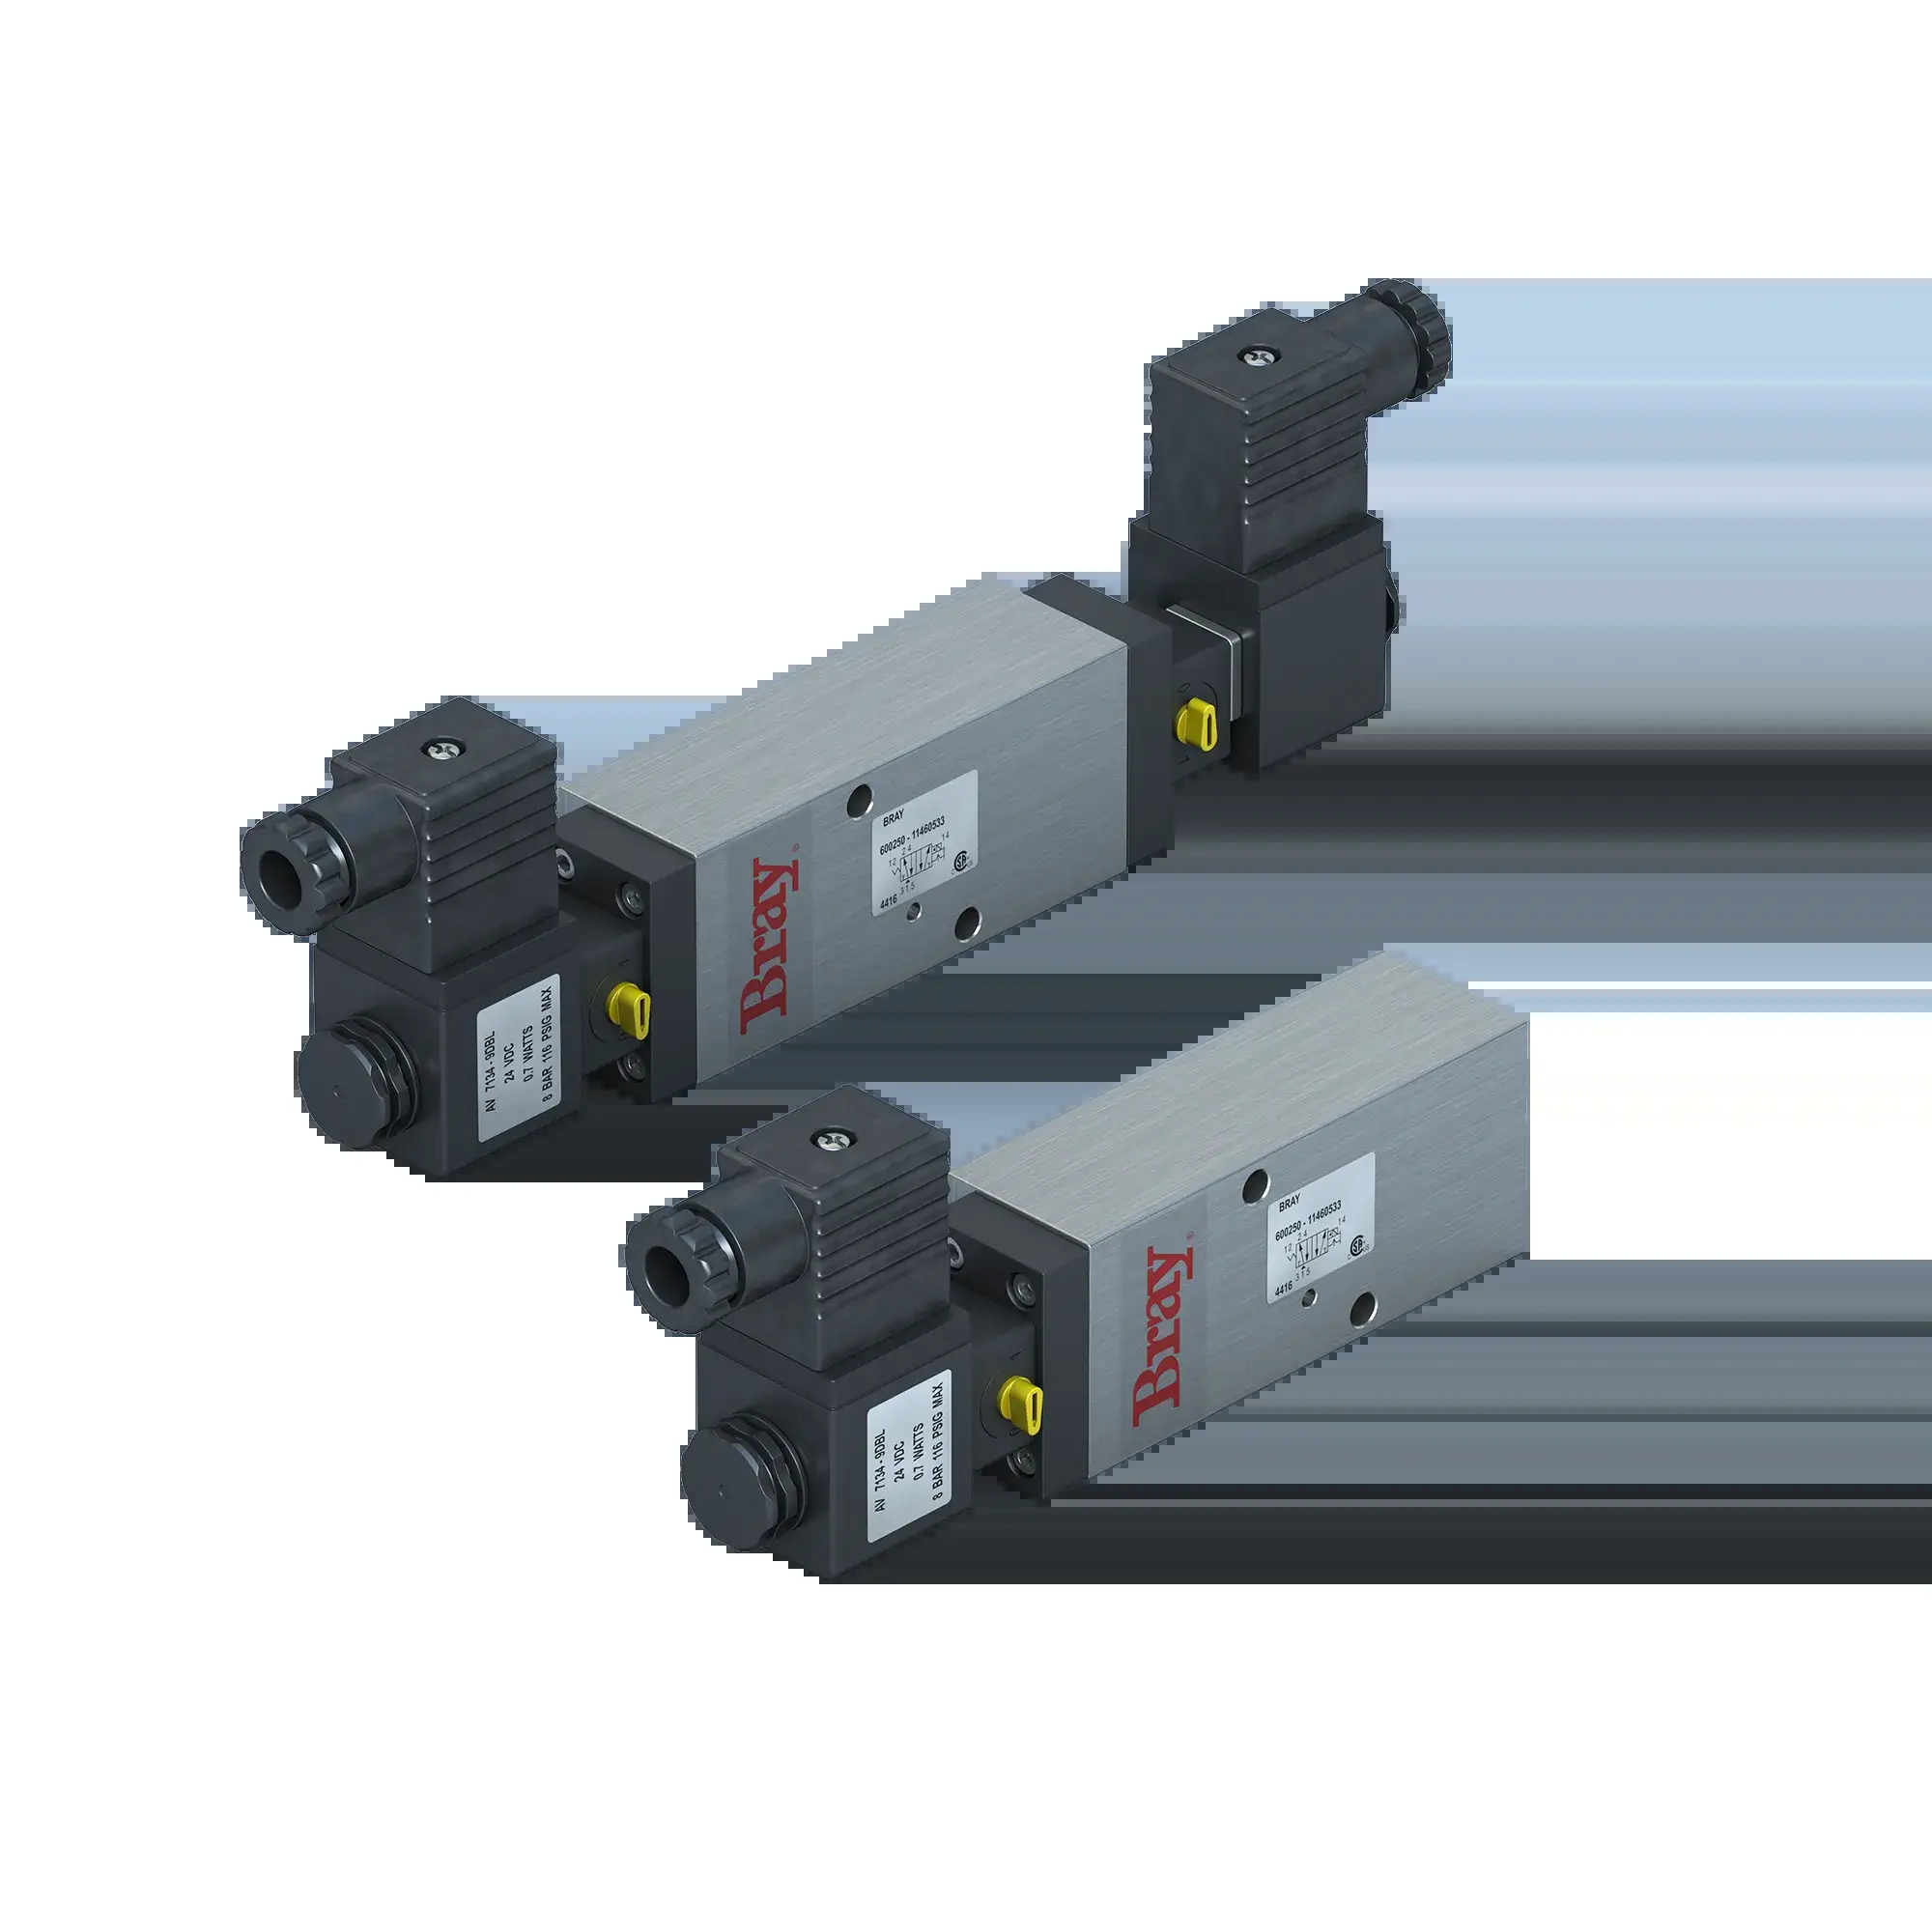 Bray®
BRAY
600250 - 11460533
12 2 4 14
3 1 5
4416
AV 7134 - 9DBL
24 VDC
0.7 WATTS
8 BAR 116 PSIG MAX
0
1
Bray®
BRAY
600250 - 11460533
12 2 4 14
3 1 5
4416
AV 7134 - 9DBL
24 VDC
0.7 WATTS
8 BAR 116 PSIG MAX